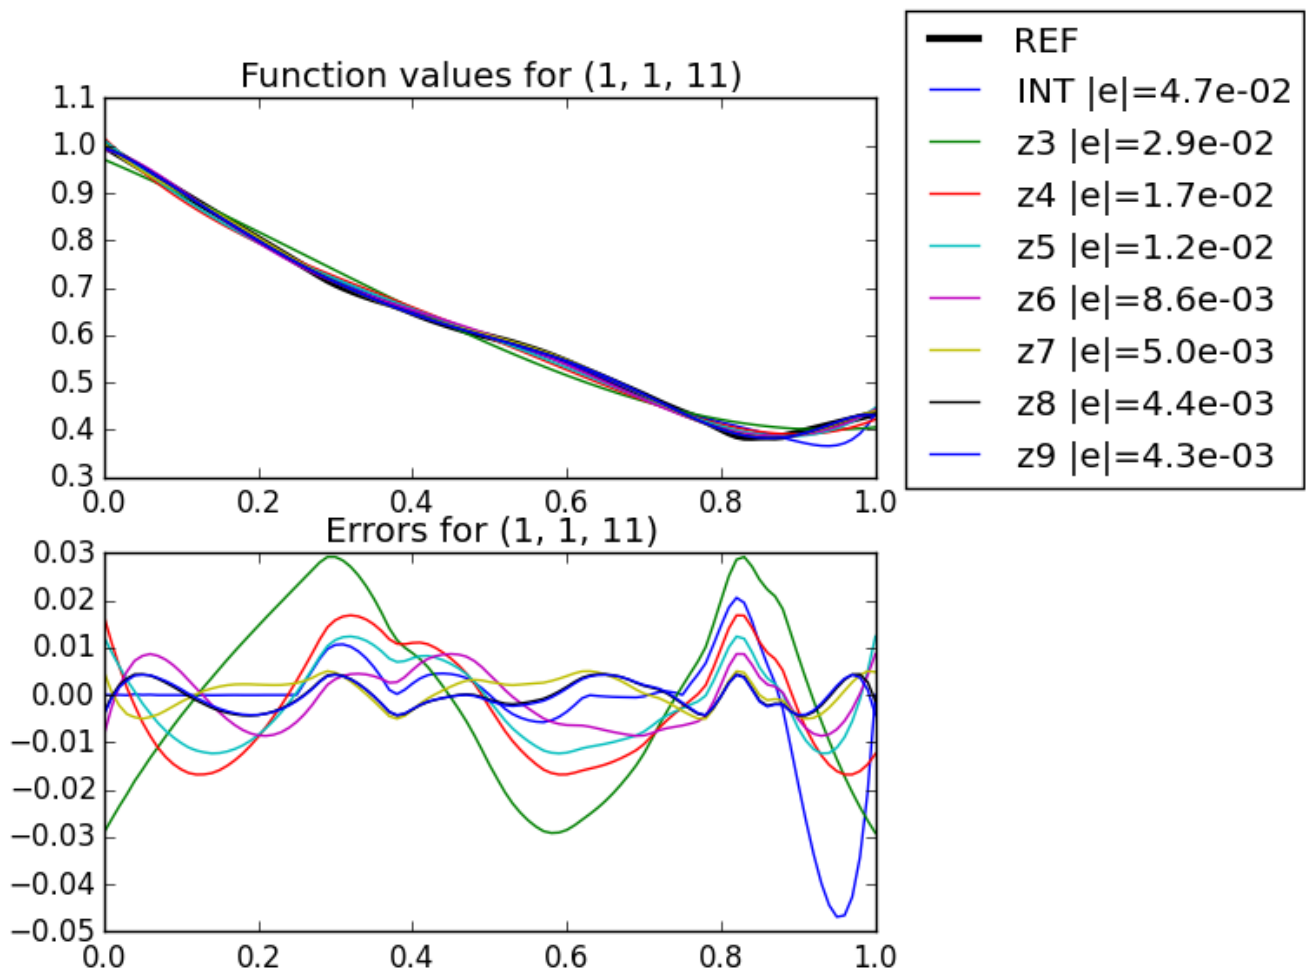 Function values for (1, 1, 11)
1.1
1.0
0.9
0.8
0.7
0.6
0.5
0.4
0.3
0.0 0.2 0.4 0.6 0.8 1.0
REF
INT |e|=4.7e-02
z3 |e|=2.9e-02
z4 |e|=1.7e-02
z5 |e|=1.2e-02
z6 |e|=8.6e-03
z7 |e|=5.0e-03
z8 |e|=4.4e-03
z9 |e|=4.3e-03
Errors for (1, 1, 11)
0.03
0.02
0.01
0.00
−0.01
−0.02
−0.03
−0.04
−0.05
0.0 0.2 0.4 0.6 0.8 1.0